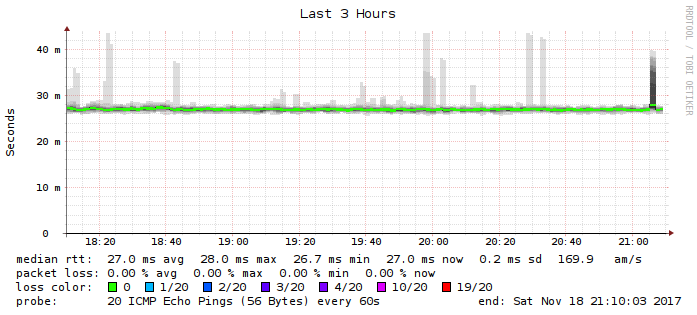 Last 3 Hours
RRDTOOL / TOBI OETIKER
Seconds
40 m
30 m
20 m
10 m
0
18:20 18:40 19:00 19:20 19:40 20:00 20:20 20:40 21:00
median rtt: 27.0 ms avg 28.0 ms max 26.7 ms min 27.0 ms now 0.2 ms sd 169.9 am/s
packet loss: 0.00 % avg 0.00 % max 0.00 % min 0.00 % now
loss color: 0 1/20 2/20 3/20 4/20 10/20 19/20
probe: 20 ICMP Echo Pings (56 Bytes) every 60s end: Sat Nov 18 21:10:03 2017